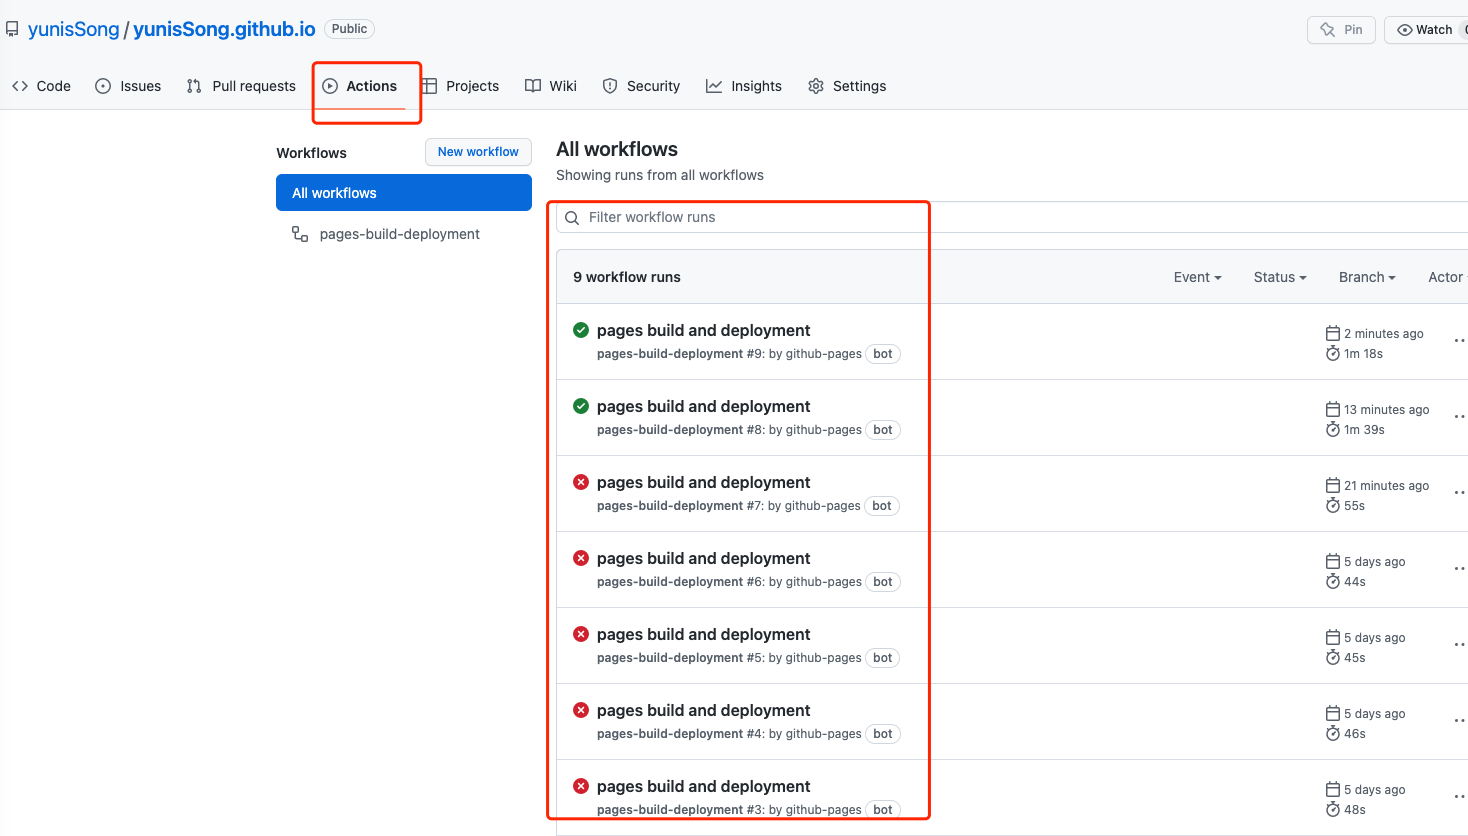 yunisSong / yunisSong.github.io Public
Pin
Watch
Code
Issues
Pull requests
Actions
Projects
Wiki
Security
Insights
Settings
Workflows
New workflow
All workflows
pages-build-deployment
All workflows
Showing runs from all workflows
Filter workflow runs
9 workflow runs
Event
Status
Branch
Actor
pages build and deployment
pages-build-deployment #9: by github-pages bot
2 minutes ago
1m 18s
pages build and deployment
pages-build-deployment #8: by github-pages bot
13 minutes ago
1m 39s
pages build and deployment
pages-build-deployment #7: by github-pages bot
21 minutes ago
55s
pages build and deployment
pages-build-deployment #6: by github-pages bot
5 days ago
44s
pages build and deployment
pages-build-deployment #5: by github-pages bot
5 days ago
45s
pages build and deployment
pages-build-deployment #4: by github-pages bot
5 days ago
46s
pages build and deployment
pages-build-deployment #3: by github-pages bot
5 days ago
48s